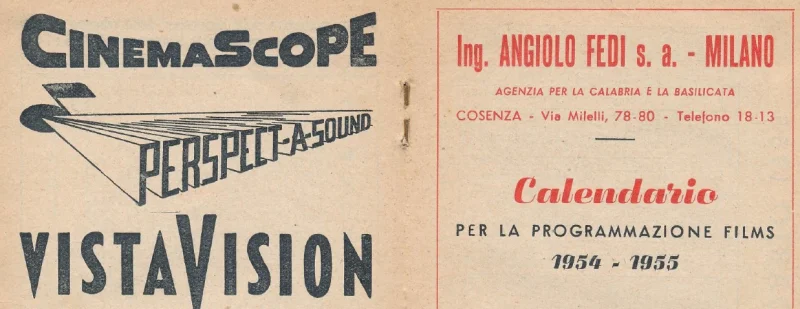 CINEMASCOPE
PERSPECT-A-SOUND
VISTAVISION
Ing. ANGIOLO FEDI s. a. - MILANO
AGENZIA PER LA CALABRIA E LA BASILICATA
COSENZA - Via Milelli, 78-80 - Telefono 18-13
Calendario
PER LA PROGRAMMAZIONE FILMS
1954 - 1955